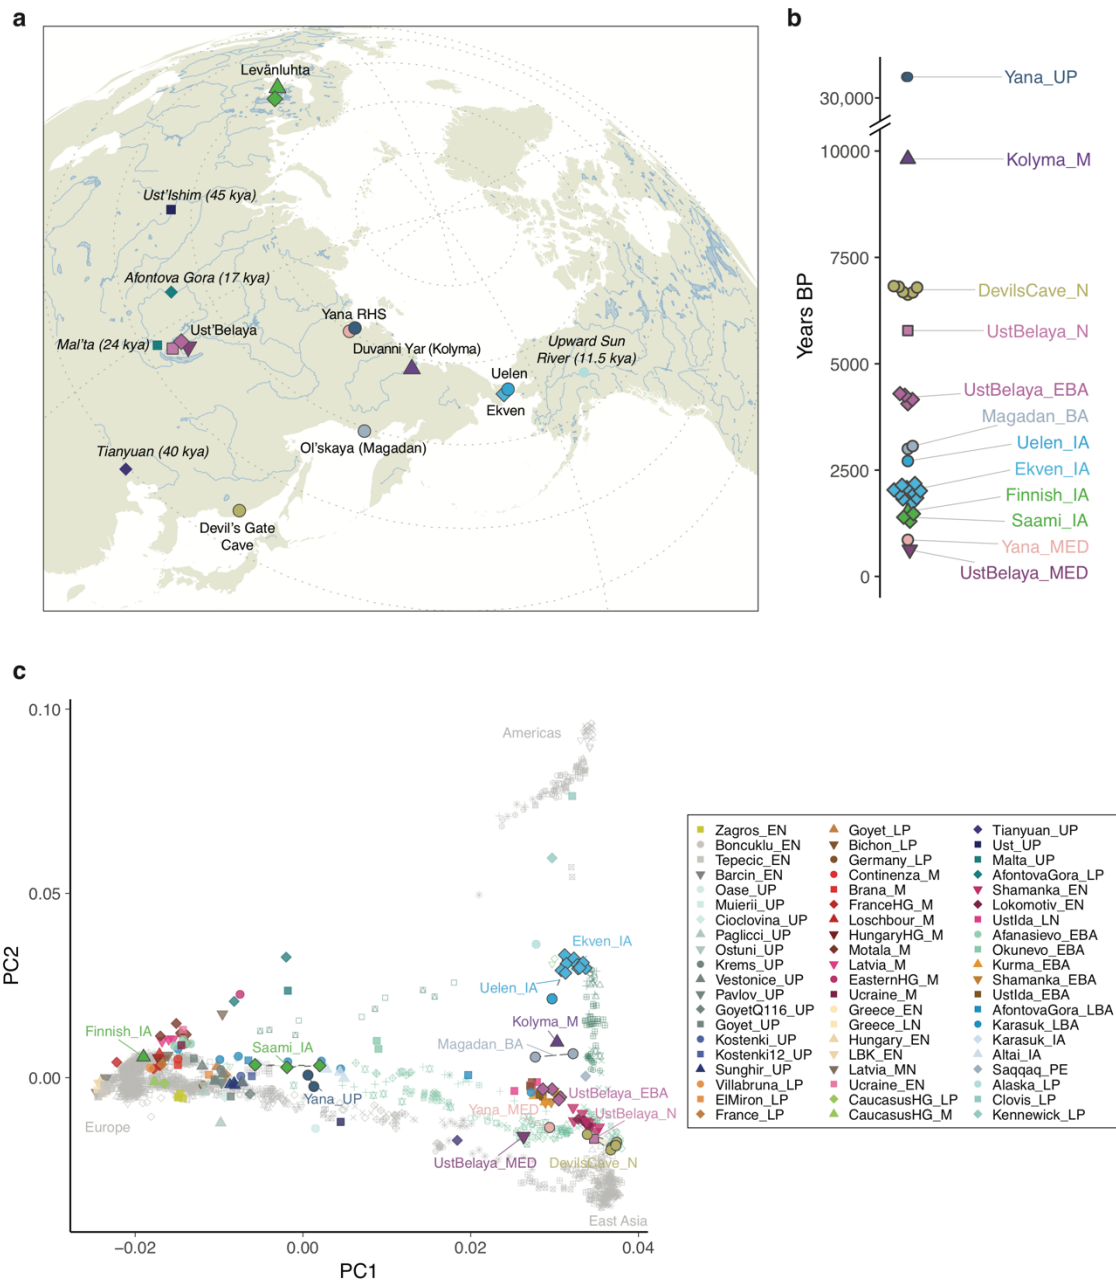 a
Levänluhta
Ust'Ishim (45 kya)
Afontova Gora (17 kya)
Yana RHS
Ust'Belaya
Mal'ta (24 kya)
Duvanni Yar (Kolyma)
Upward Sun
River (11.5 kya)
Uelen
Ekven
Ol'skaya (Magadan)
Tianyuan (40 kya)
Devil's Gate
Cave
b
Years BP
30,000
10000
7500
5000
2500
0
Yana_UP
Kolyma_M
DevilsCave_N
UstBelaya_N
UstBelaya_EBA
Magadan_BA
Uelen_IA
Ekven_IA
Finnish_IA
Saami_IA
Yana_MED
UstBelaya_MED
c
PC2
0.10
0.05
0.00
Americas
Ekven_IA
Uelen_IA
Kolyma_M
Magadan_BA
Finnish_IA
Saami_IA
Yana_UP
UstBelaya_EBA
Yana_MED
UstBelaya_N
Europe
UstBelaya_MED
DevilsCave_N
East Asia
−0.02
0.00
0.02
0.04
PC1
Zagros_EN
Boncuklu_EN
Tepecic_EN
Barcin_EN
Oase_UP
Muierii_UP
Cioclovina_UP
Paglicci_UP
Ostuni_UP
Krems_UP
Vestonice_UP
Pavlov_UP
GoyetQ116_UP
Goyet_UP
Kostenki_UP
Kostenki12_UP
Sunghir_UP
Villabruna_LP
ElMiron_LP
France_LP
Goyet_LP
Bichon_LP
Germany_LP
Continenza_M
Brana_M
FranceHG_M
Loschbour_M
HungaryHG_M
Motala_M
Latvia_M
EasternHG_M
Ucraine_M
Greece_EN
Greece_LN
Hungary_EN
LBK_EN
Latvia_MN
Ucraine_EN
CaucasusHG_LP
CaucasusHG_M
Tianyuan_UP
Ust_UP
Malta_UP
AfontovaGora_LP
Shamanka_EN
Lokomotiv_EN
UstIda_LN
Afanasievo_EBA
Okunevo_EBA
Kurma_EBA
Shamanka_EBA
UstIda_EBA
AfontovaGora_LBA
Karasuk_LBA
Karasuk_IA
Altai_IA
Saqqaq_PE
Alaska_LP
Clovis_LP
Kennewick_LP